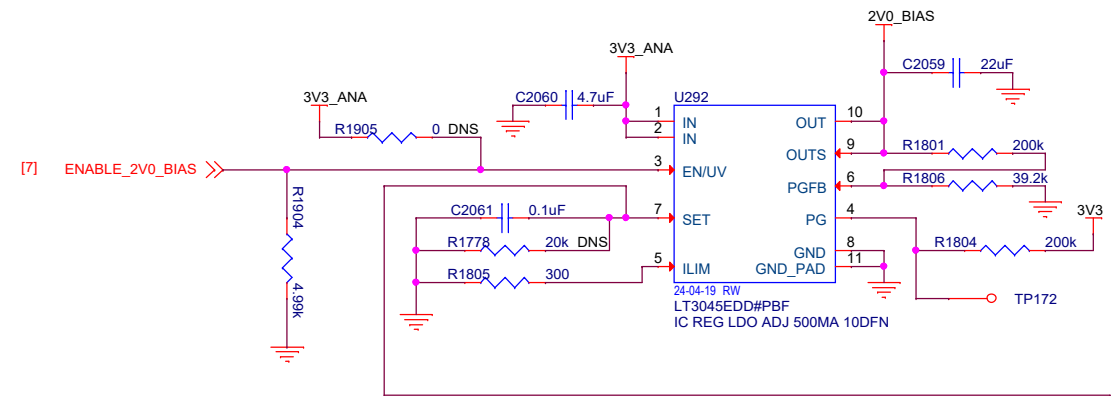 2V0_BIAS
3V3_ANA
C2059 22uF
3V3_ANA
C2060 4.7uF
U292
R1905 0 DNS
1 IN
2 IN
OUT 10
OUTS 9
R1801 200k
[7] ENABLE_2V0_BIAS
3 EN/UV
PGFB 6
R1806 39.2k
R1904
4.99k
C2061 0.1uF
7 SET
PG 4
3V3
R1778 20k DNS
R1804 200k
GND 8
R1805 300
5 ILIM
GND_PAD 11
24-04-19 RW
LT3045EDD#PBF
IC REG LDO ADJ 500MA 10DFN
TP172